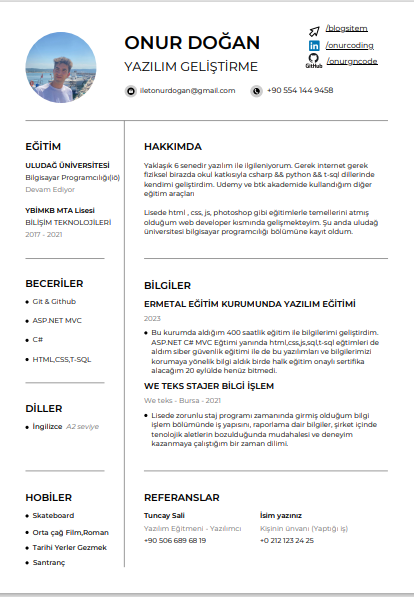 ONUR DOĞAN
YAZILIM GELİŞTİRME
iletonurdogan@gmail.com
+90 554 144 9458
/blogsitem
/onurcoding
GitHub
/onurgncode
EĞİTİM
ULUDAĞ ÜNİVERSİTESİ
Bilgisayar Programcılığı(iö)
Devam Ediyor
YBİMKB MTA Lisesi
BİLİŞİM TEKNOLOJİLERİ
2017 - 2021
BECERİLER
Git & Github
ASP.NET MVC
C#
HTML,CSS,T-SQL
DİLLER
İngilizce A2 seviye
HOBİLER
Skateboard
Orta çağ Film,Roman
Tarihi Yerler Gezmek
Santranç
HAKKIMDA
Yaklaşık 6 senedir yazılım ile ilgileniyorum. Gerek internet gerek
fiziksel birazda okul katkısıyla csharp && python && t-sql dillerinde
kendimi geliştirdim. Udemy ve btk akademide kullandığım diğer
eğitim araçları
Lisede html , css, js, photoshop gibi eğitimlerle temellerini atmış
olduğum web developer kısmında gelişmekteyim. Şu anda uludağ
üniversitesi bilgisayar programcılığı bölümüne kayıt oldum.
BİLGİLER
ERMETAL EĞİTİM KURUMUNDA YAZILIM EĞİTİMİ
2023
Bu kurumda aldığım 400 saatlik eğitim ile bilgilerimi geliştirdim.
ASP.NET C# MVC Eğitimi yanında html,css,js,sql,t-sql eğitimleri de
aldım siber güvenlik eğitimi ile de bu yazılımları ve bilgilerimizi
korumaya yönelik bilgi aldık birde halk eğitim onaylı sertifika
alacağım 20 eylülde henüz bitmedi.
WE TEKS STAJER BİLGİ İŞLEM
We teks - Bursa - 2021
Lisede zorunlu staj programı zamanında girmiş olduğum bilgi
işlem bölümünde iş yapısını, raporlama dair bilgiler, şirket içinde
tenolojik aletlerin bozulduğunda mudahalesi ve deneyim
kazanmaya çalıştığım bir zaman dilimi.
REFERANSLAR
Tuncay Sali
Yazılım Eğitmeni - Yazılımcı
+90 506 689 68 19
İsim yazınız
Kişinin ünvanı (Yaptığı iş)
+0 212 123 24 25